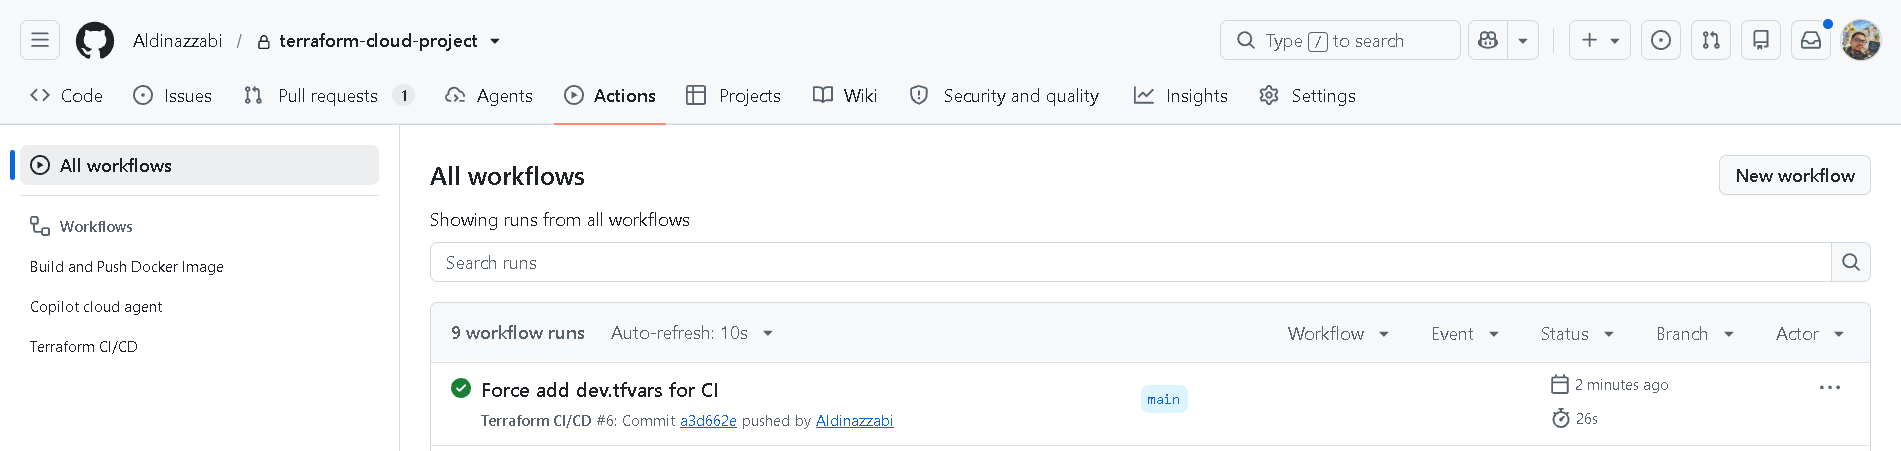 Aldinazzabi / terraform-cloud-project
Type / to search
Code
Issues
Pull requests 1
Agents
Actions
Projects
Wiki
Security and quality
Insights
Settings
All workflows
Workflows
Build and Push Docker Image
Copilot cloud agent
Terraform CI/CD
All workflows
New workflow
Showing runs from all workflows
Search runs
9 workflow runs
Auto-refresh: 10s
Workflow
Event
Status
Branch
Actor
Force add dev.tfvars for CI
main
2 minutes ago
Terraform CI/CD #6: Commit a3d662e pushed by Aldinazzabi
26s